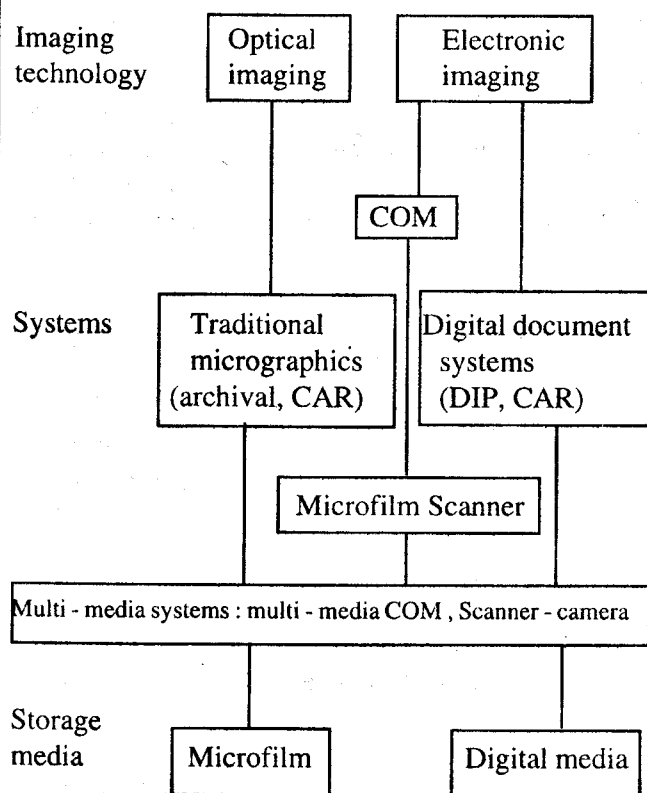 Imaging
technology
Optical
imaging
Electronic
imaging
COM
Systems
Traditional
micrographics
(archival, CAR)
Digital document
systems
(DIP, CAR)
Microfilm Scanner
Multi - media systems : multi - media COM , Scanner - camera
Storage
media
Microfilm
Digital media